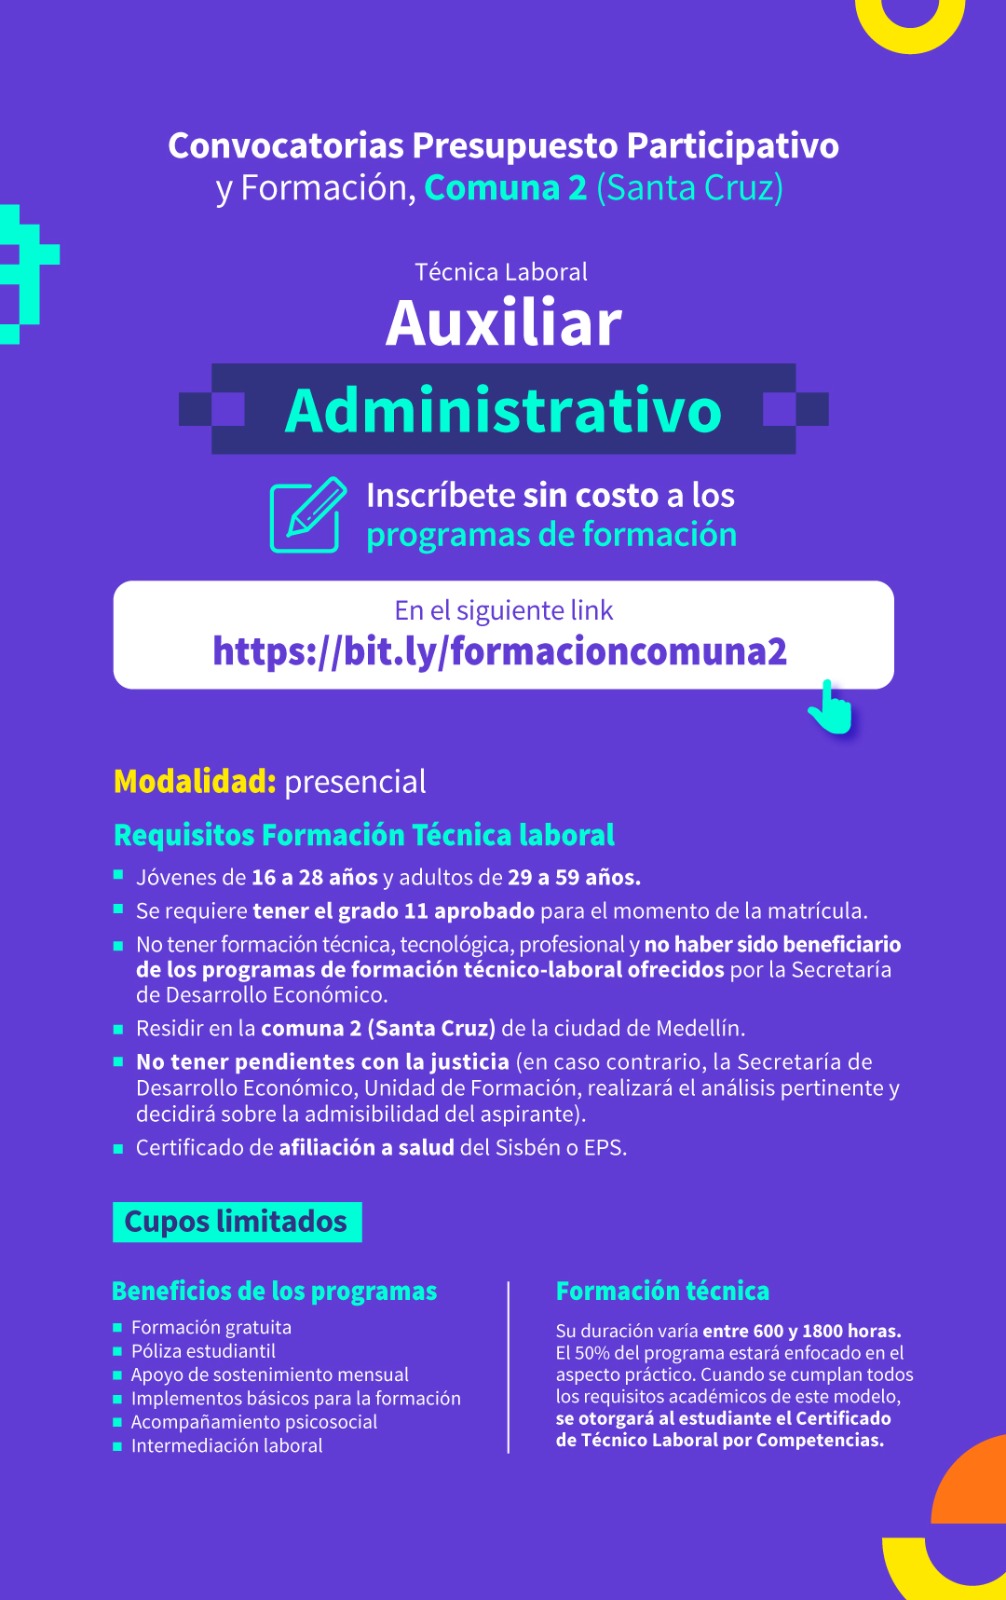 Convocatorias Presupuesto Participativo
y Formación, Comuna 2 (Santa Cruz)
Técnica Laboral
Auxiliar
Administrativo
Inscríbete sin costo a los
programas de formación
En el siguiente link
https://bit.ly/formacioncomuna2
Modalidad: presencial
Requisitos Formación Técnica laboral
Jóvenes de 16 a 28 años y adultos de 29 a 59 años.
Se requiere tener el grado 11 aprobado para el momento de la matrícula.
No tener formación técnica, tecnológica, profesional y no haber sido beneficiario
de los programas de formación técnico-laboral ofrecidos por la Secretaría
de Desarrollo Económico.
Residir en la comuna 2 (Santa Cruz) de la ciudad de Medellín.
No tener pendientes con la justicia (en caso contrario, la Secretaría de
Desarrollo Económico, Unidad de Formación, realizará el análisis pertinente y
decidirá sobre la admisibilidad del aspirante).
Certificado de afiliación a salud del Sisbén o EPS.
Cupos limitados
Beneficios de los programas
Formación gratuita
Póliza estudiantil
Apoyo de sostenimiento mensual
Implementos básicos para la formación
Acompañamiento psicosocial
Intermediación laboral
Formación técnica
Su duración varía entre 600 y 1800 horas.
El 50% del programa estará enfocado en el
aspecto práctico. Cuando se cumplan todos
los requisitos académicos de este modelo,
se otorgará al estudiante el Certificado
de Técnico Laboral por Competencias.